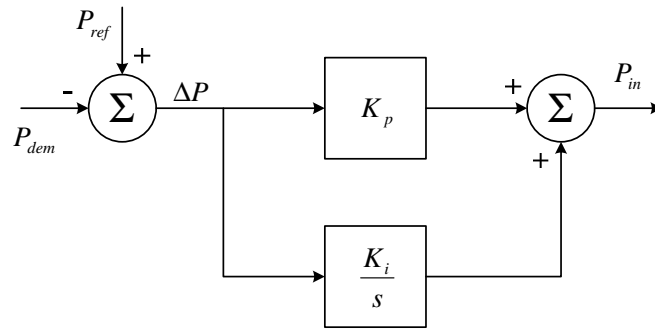 P_ref
+
-
P_dem
Σ
ΔP
K_p
+
Σ
P_in
+
K_i
s